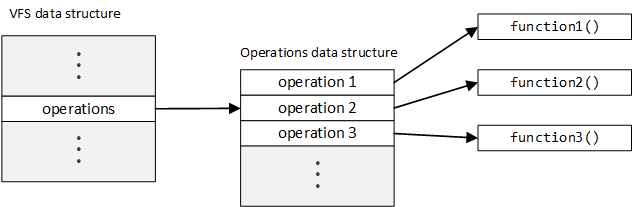 VFS data structure
operations
Operations data structure
operation 1
operation 2
operation 3
function1()
function2()
function3()